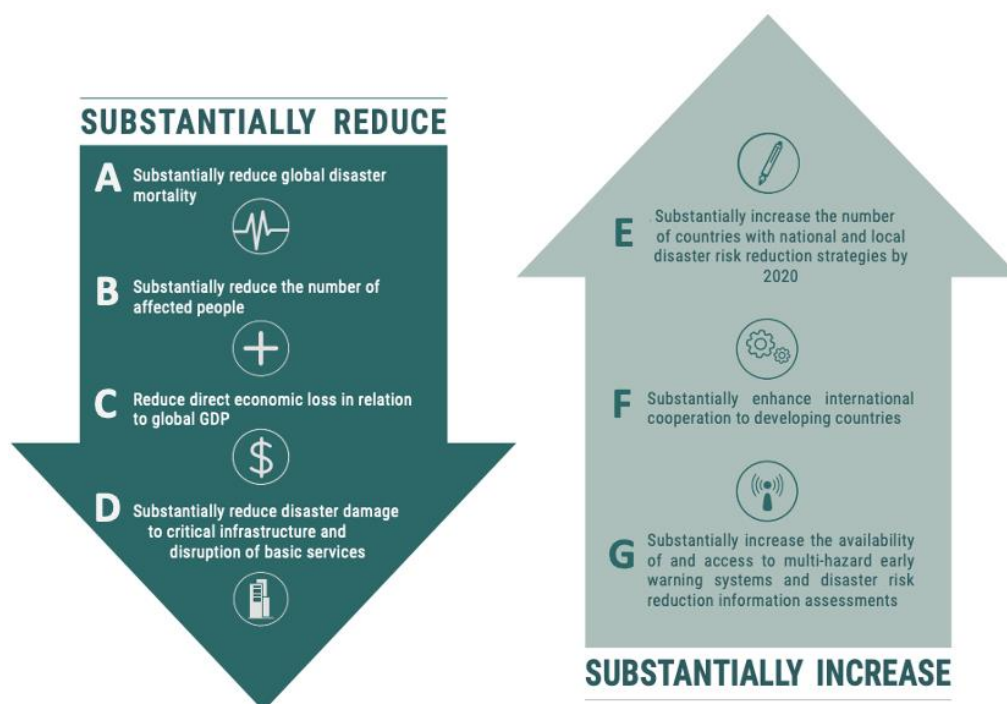 SUBSTANTIALLY REDUCE
A Substantially reduce global disaster
mortality
B Substantially reduce the number of
affected people
C Reduce direct economic loss in relation
to global GDP
$
D Substantially reduce disaster damage
to critical infrastructure and
disruption of basic services
E Substantially increase the number
of countries with national and local
disaster risk reduction strategies by
2020
F Substantially enhance international
cooperation to developing countries
G Substantially increase the availability
of and access to multi-hazard early
warning systems and disaster risk
reduction information assessments
SUBSTANTIALLY INCREASE